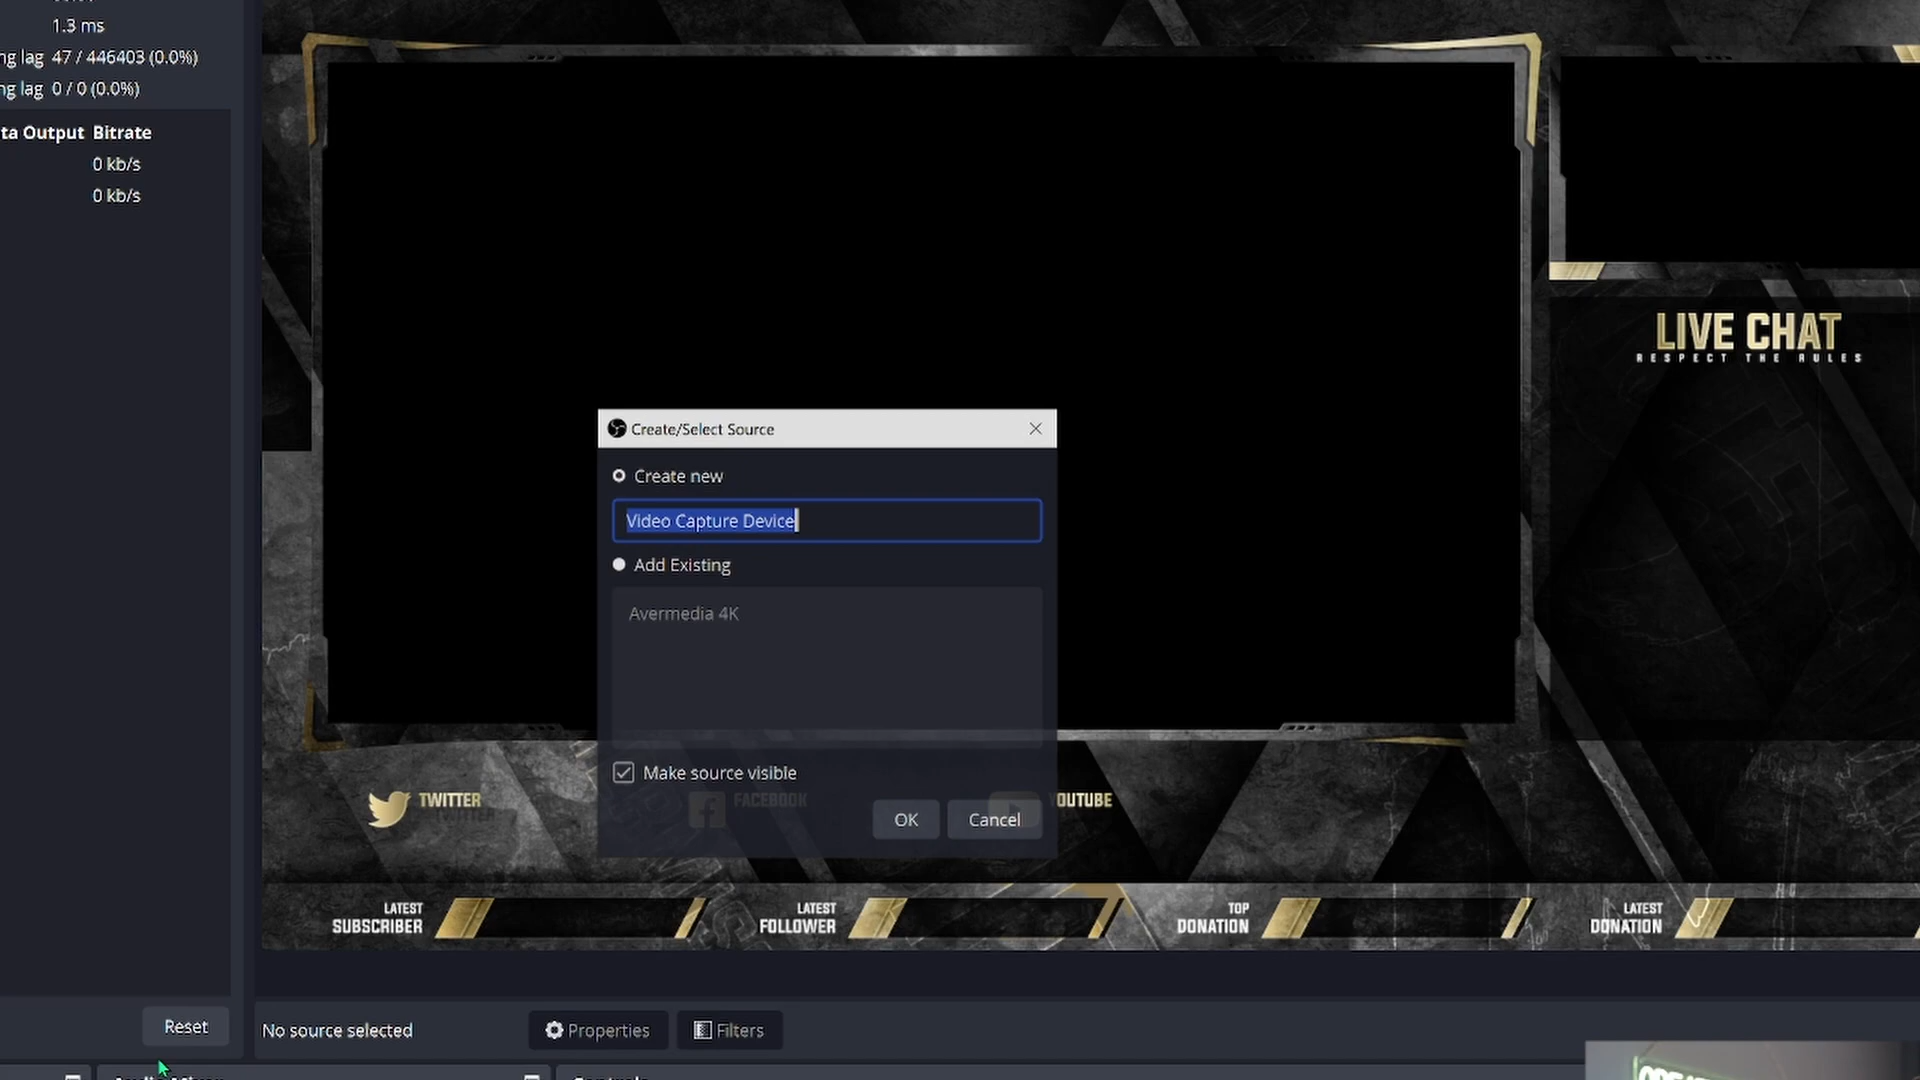 1.3 ms
ng lag 47 / 446403 (0.0%)
ng lag 0 / 0 (0.0%)
ta Output Bitrate
0 kb/s
0 kb/s
LIVE CHAT
RESPECT THE RULES
Create/Select Source
Create new
Video Capture Device
Add Existing
Avermedia 4K
Make source visible
OK Cancel
TWITTER
TWITTER
FACEBOOK
YOUTUBE
LATEST
SUBSCRIBER
LATEST
FOLLOWER
TOP
DONATION
LATEST
DONATION
Reset
No source selected
Properties
Filters